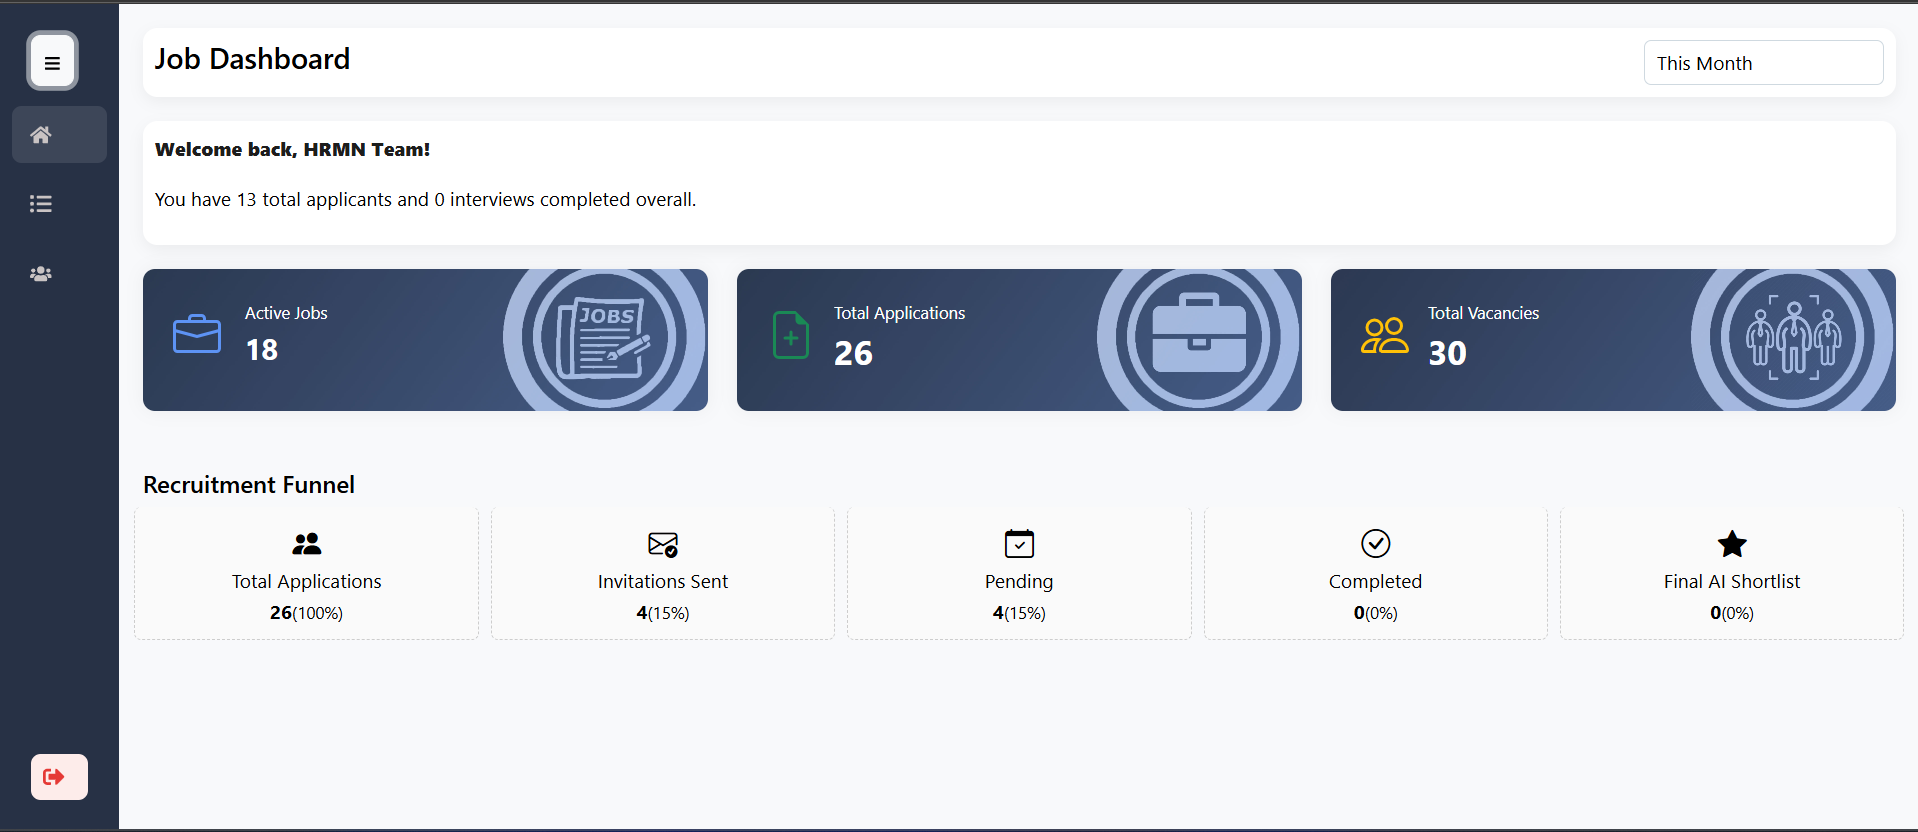 Job Dashboard
This Month
Welcome back, HRMN Team!
You have 13 total applicants and 0 interviews completed overall.
Active Jobs
18
JOBS
Total Applications
26
Total Vacancies
30
Recruitment Funnel
Total Applications
26(100%)
Invitations Sent
4(15%)
Pending
4(15%)
Completed
0(0%)
Final AI Shortlist
0(0%)